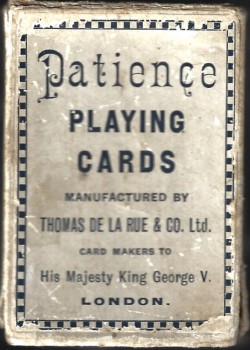 Patience
PLAYING
CARDS
MANUFACTURED BY
THOMAS DE LA RUE & CO. Ltd.
CARD MAKERS TO
His Majesty King George V.
LONDON.